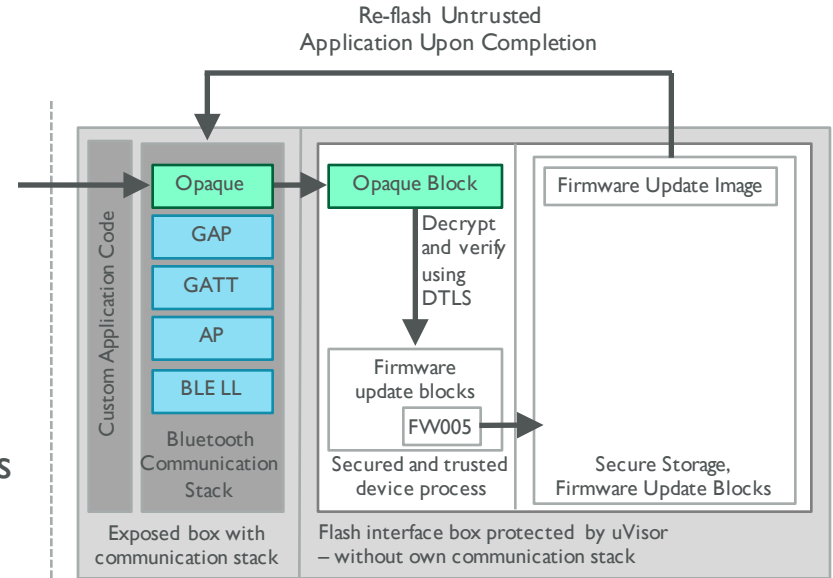 Re-flash Untrusted
Application Upon Completion
Custom Application Code
Opaque
GAP
GATT
AP
BLE LL
Bluetooth
Communication
Stack
Exposed box with
communication stack
Opaque Block
Decrypt
and verify
using
DTLS
Firmware
update blocks
FW005
Secured and trusted
device process
Firmware Update Image
Secure Storage,
Firmware Update Blocks
Flash interface box protected by uVisor
– without own communication stack
s